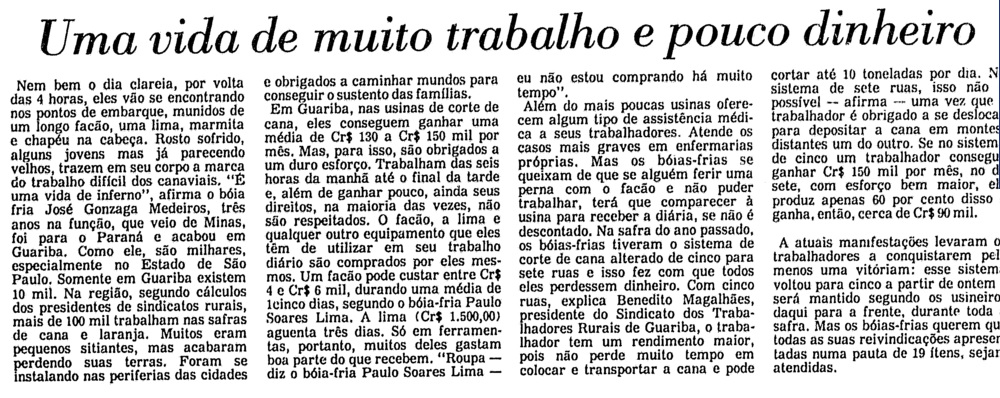 Uma vida de muito trabalho e pouco dinheiro
Nem bem o dia clareia, por volta
das 4 horas, eles vão se encontrando
nos pontos de embarque, munidos de
um longo facão, uma lima, marmita
e chapéu na cabeça. Rosto sofrido,
alguns jovens mas já parecendo
velhos, trazem em seu corpo a marca
do trabalho difícil dos canaviais. "É
uma vida de inferno", afirma o bóia
fria José Gonzaga Medeiros, três
anos na função, que veio de Minas,
foi para o Paraná e acabou em
Guariba. Como ele, são milhares,
especialmente no Estado de São
Paulo. Somente em Guariba existem
10 mil. Na região, segundo cálculos
dos presidentes de sindicatos rurais,
mais de 100 mil trabalham nas safras
de cana e laranja. Muitos eram
pequenos sitiantes, mas acabaram
perdendo suas terras. Foram se
instalando nas periferias das cidades
e obrigados a caminhar mundos para
conseguir o sustento das famílias.
Em Guariba, nas usinas de corte de
cana, eles conseguem ganhar uma
média de Cr$ 130 a Cr$ 150 mil por
mês. Mas, para isso, são obrigados a
um duro esforço. Trabalham das seis
horas da manhã até o final da tarde
e, além de ganhar pouco, ainda seus
direitos, na maioria das vezes, não
são respeitados. O facão, a lima e
qualquer outro equipamento que eles
têm de utilizar em seu trabalho
diário são comprados por eles mes-
mos. Um facão pode custar entre Cr$
4 e Cr$ 6 mil, durando uma média de
1cinco dias, segundo o bóia-fria Paulo
Soares Lima. A lima (Cr$ 1.500,00)
aguenta três dias. Só em ferramen-
tas, portanto, muitos deles gastam
boa parte do que recebem. "Roupa —
diz o bóia-fria Paulo Soares Lima —
eu não estou comprando há muito
tempo".
Além do mais poucas usinas ofere-
cem algum tipo de assistência médi-
ca a seus trabalhadores. Atende os
casos mais graves em enfermarias
próprias. Mas os bóias-frias se
queixam de que se alguém ferir uma
perna com o facão e não puder
trabalhar, terá que comparecer à
usina para receber a diária, se não é
descontado. Na safra do ano passado,
os bóias-frias tiveram o sistema de
corte de cana alterado de cinco para
sete ruas e isso fez com que todos
eles perdessem dinheiro. Com cinco
ruas, explica Benedito Magalhães,
presidente do Sindicato dos Traba-
lhadores Rurais de Guariba, o traba-
lhador tem um rendimento maior,
pois não perde muito tempo em
colocar e transportar a cana e pode
cortar até 10 toneladas por dia. N
sistema de sete ruas, isso não
possível — afirma — uma vez que
trabalhador é obrigado a se desloca
para depositar a cana em montes
distantes um do outro. Se no sistem
de cinco um trabalhador consegu
ganhar Cr$ 150 mil por mês, no d
sete, com esforço bem maior, el
produz apenas 60 por cento disso
ganha, então, cerca de Cr$ 90 mil.
A atuais manifestações levaram o
trabalhadores a conquistarem pel
menos uma vitóriam: esse sistem
voltou para cinco a partir de ontem
será mantido segundo os usineiro
daqui para a frente, durante toda
safra. Mas os bóias-frias querem qu
todas as suas reivindicações apresen
tadas numa pauta de 19 ítens, sejan
atendidas.